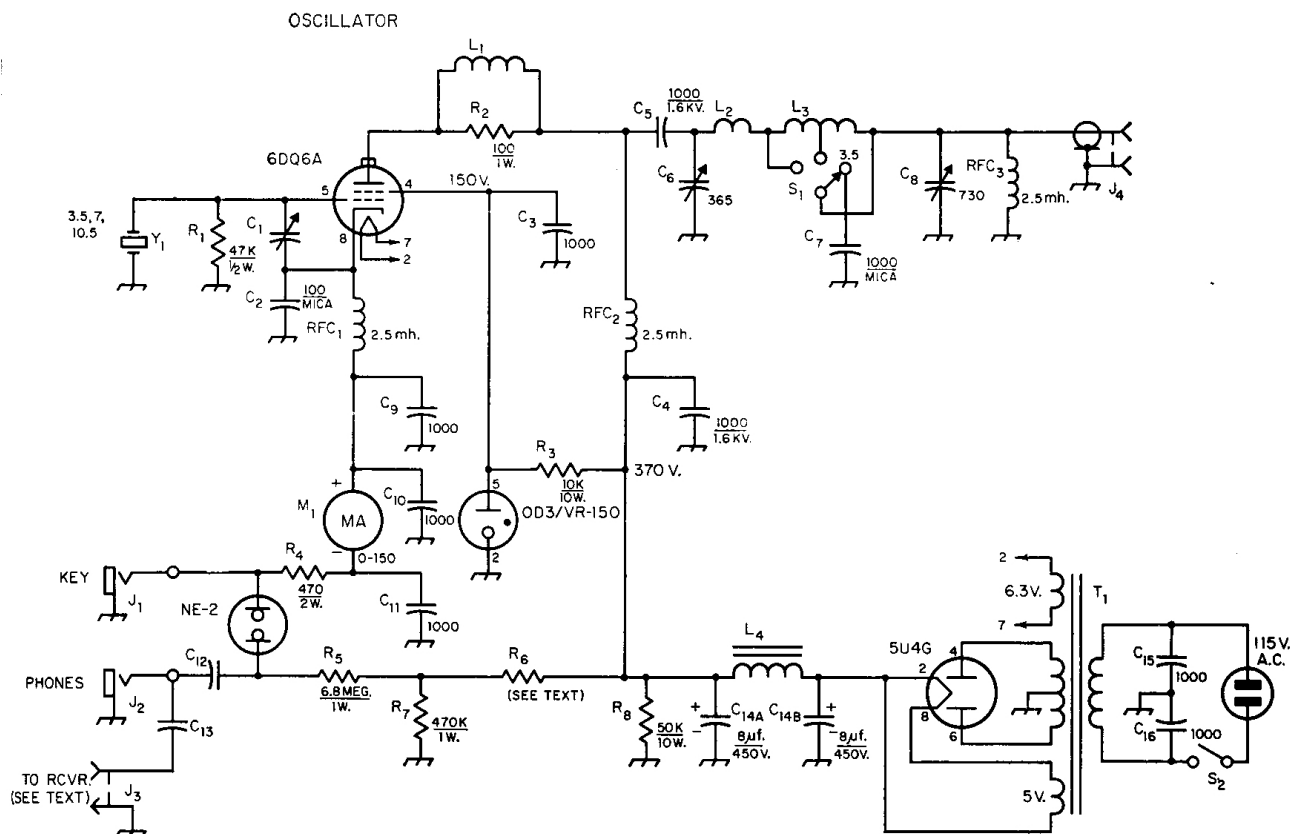 OSCILLATOR
L1
R2
100
1W.
6DQ6A
5
4
8
7
2
150V.
3.5, 7,
10.5
Y1
R1
47K
1/2W.
C1
C2
100
MICA
RFC1
2.5mh.
C3
1000
C5
1000
1.6KV.
C6
365
L2
L3
S1
3.5
C7
1000
MICA
C8
730
RFC3
2.5mh.
J4
RFC2
2.5mh.
C4
1000
1.6KV.
C9
1000
C10
1000
M1
+
MA
-
0-150
R3
10K
10W.
370V.
5
OD3/VR-150
2
KEY
J1
R4
470
2W.
C11
1000
NE-2
PHONES
J2
C12
C13
R5
6.8MEG.
1W.
R6
(SEE TEXT)
R7
470K
1W.
TO RCVR.
(SEE TEXT)
J3
R8
50K
10W.
L4
+
-
C14A
8µf.
450V.
C14B
+
-
8µf.
450V.
5U4G
2
8
4
6
2
6.3V.
7
T1
5V.
C15
1000
C16
1000
115V.
A.C.
S2